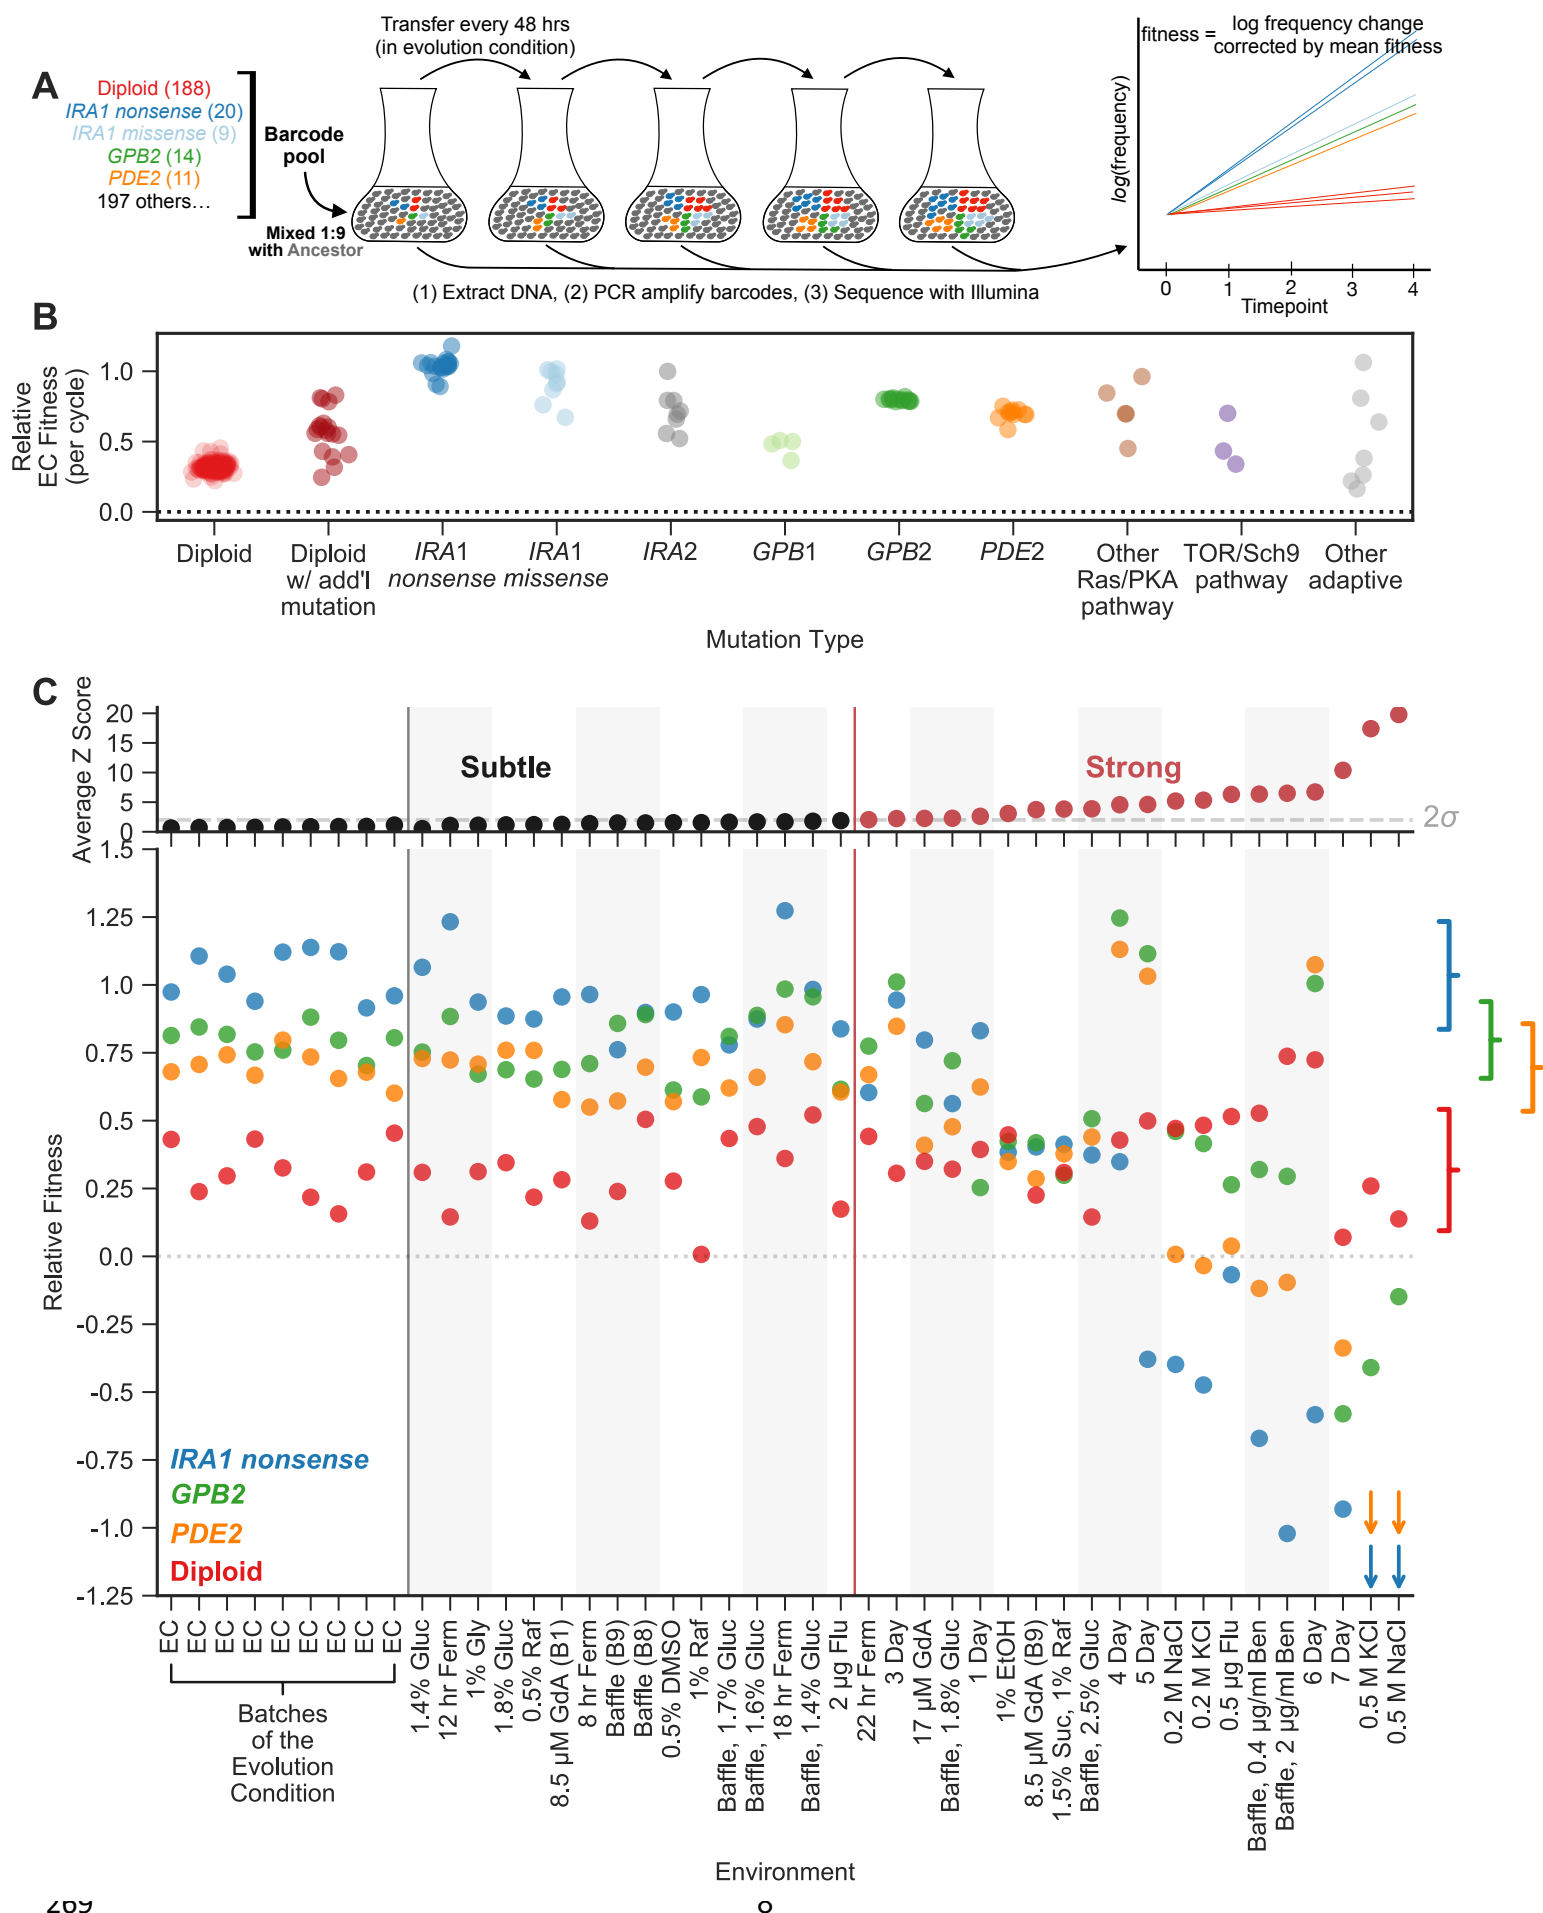 A
Transfer every 48 hrs
(in evolution condition)
Diploid (188)
IRA1 nonsense (20)
IRA1 missense (9)
GPB2 (14)
PDE2 (11)
197 others…
Barcode
pool
Mixed 1:9
with Ancestor
(1) Extract DNA, (2) PCR amplify barcodes, (3) Sequence with Illumina
fitness = log frequency change
corrected by mean fitness
log(frequency)
0 1 2 3 4
Timepoint
B
Relative
EC Fitness
(per cycle)
1.0
0.5
0.0
Diploid
Diploid
w/ add'l
mutation
IRA1
nonsense
IRA1
missense
IRA2
GPB1
GPB2
PDE2
Other
Ras/PKA
pathway
TOR/Sch9
pathway
Other
adaptive
Mutation Type
C
Average Z Score
20
15
10
5
0
Subtle
Strong
2σ
Relative Fitness
1.5
1.25
1.0
0.75
0.5
0.25
0.0
-0.25
-0.5
-0.75
-1.0
-1.25
IRA1 nonsense
GPB2
PDE2
Diploid
EC
EC
EC
EC
EC
EC
EC
EC
EC
1.4% Gluc
12 hr Ferm
1% Gly
1.8% Gluc
0.5% Raf
8.5 µM GdA (B1)
8 hr Ferm
Baffle (B9)
Baffle (B8)
0.5% DMSO
1% Raf
Baffle, 1.7% Gluc
Baffle, 1.6% Gluc
18 hr Ferm
Baffle, 1.4% Gluc
2 µg Flu
22 hr Ferm
3 Day
17 µM GdA
Baffle, 1.8% Gluc
1 Day
1% EtOH
8.5 µM GdA (B9)
1.5% Suc, 1% Raf
Baffle, 2.5% Gluc
4 Day
5 Day
0.2 M NaCl
0.2 M KCl
0.5 µg Flu
Baffle, 0.4 µg/ml Ben
Baffle, 2 µg/ml Ben
6 Day
7 Day
0.5 M KCl
0.5 M NaCl
Batches
of the
Evolution
Condition
Environment
269
8